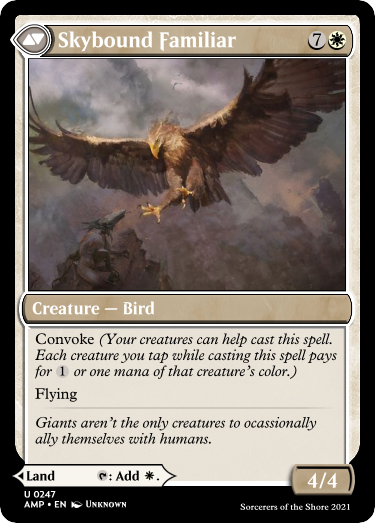 Skybound Familiar 7
Creature — Bird
Convoke (Your creatures can help cast this spell.
Each creature you tap while casting this spell pays
for 1 or one mana of that creature's color.)
Flying
Giants aren't the only creatures to ocassionally
ally themselves with humans.
Land : Add .
4/4
U 0247
AMP • EN Unknown
Sorcerers of the Shore 2021